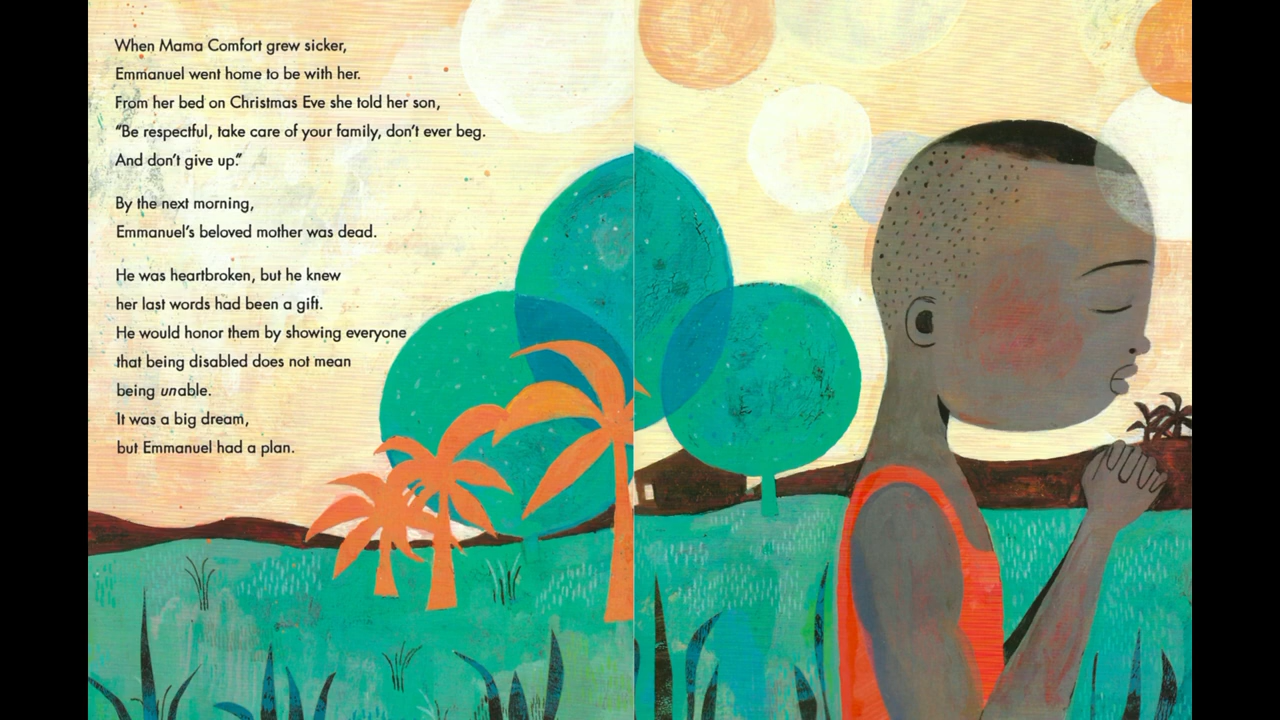 When Mama Comfort grew sicker,
Emmanuel went home to be with her.
From her bed on Christmas Eve she told her son,
“Be respectful, take care of your family, don’t ever beg.
And don’t give up.”
By the next morning,
Emmanuel’s beloved mother was dead.
He was heartbroken, but he knew
her last words had been a gift.
He would honor them by showing everyone
that being disabled does not mean
being unable.
It was a big dream,
but Emmanuel had a plan.